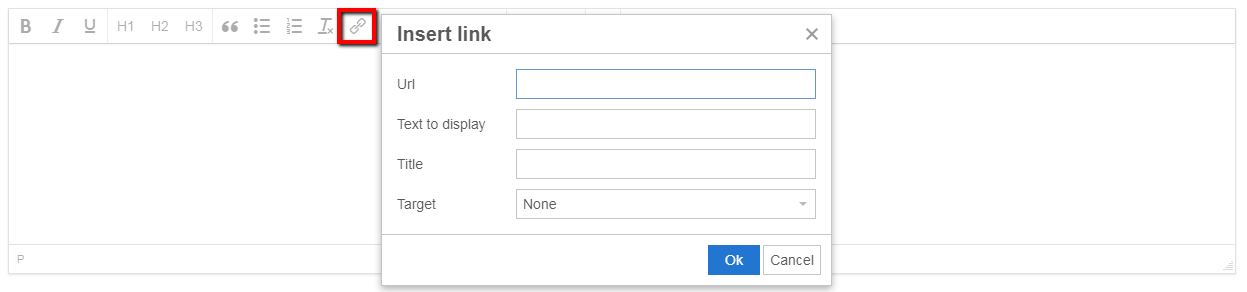 B I U H1 H2 H3
Insert link
Url
Text to display
Title
Target None
P
Ok Cancel